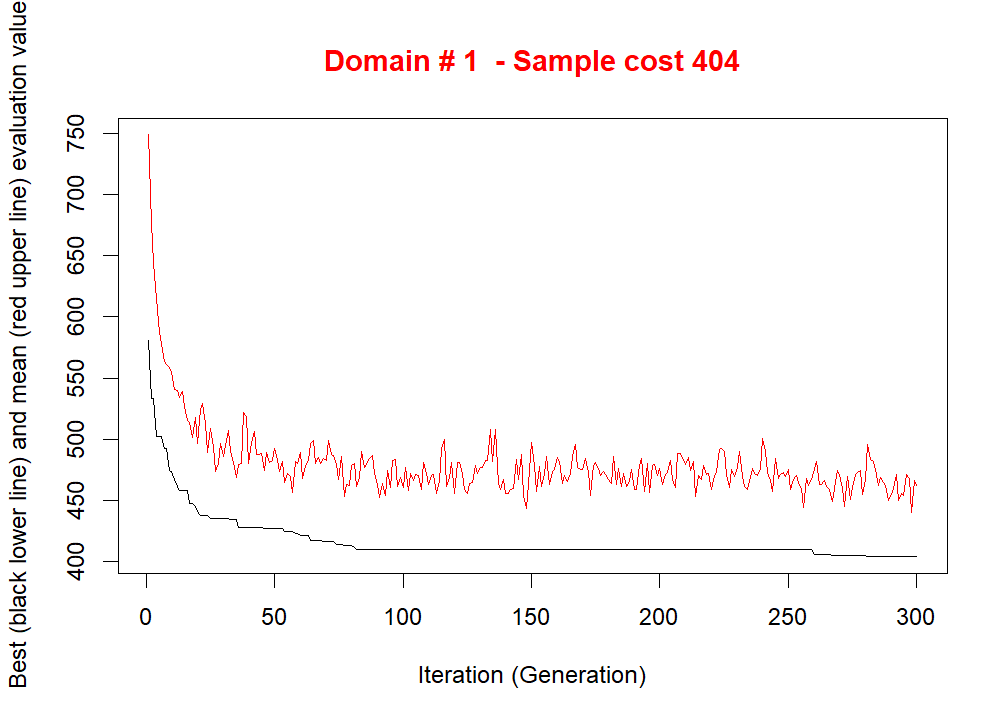 Domain # 1  - Sample cost 404
Best (black lower line) and mean (red upper line) evaluation value
750
700
650
600
550
500
450
400
0 50 100 150 200 250 300
Iteration (Generation)